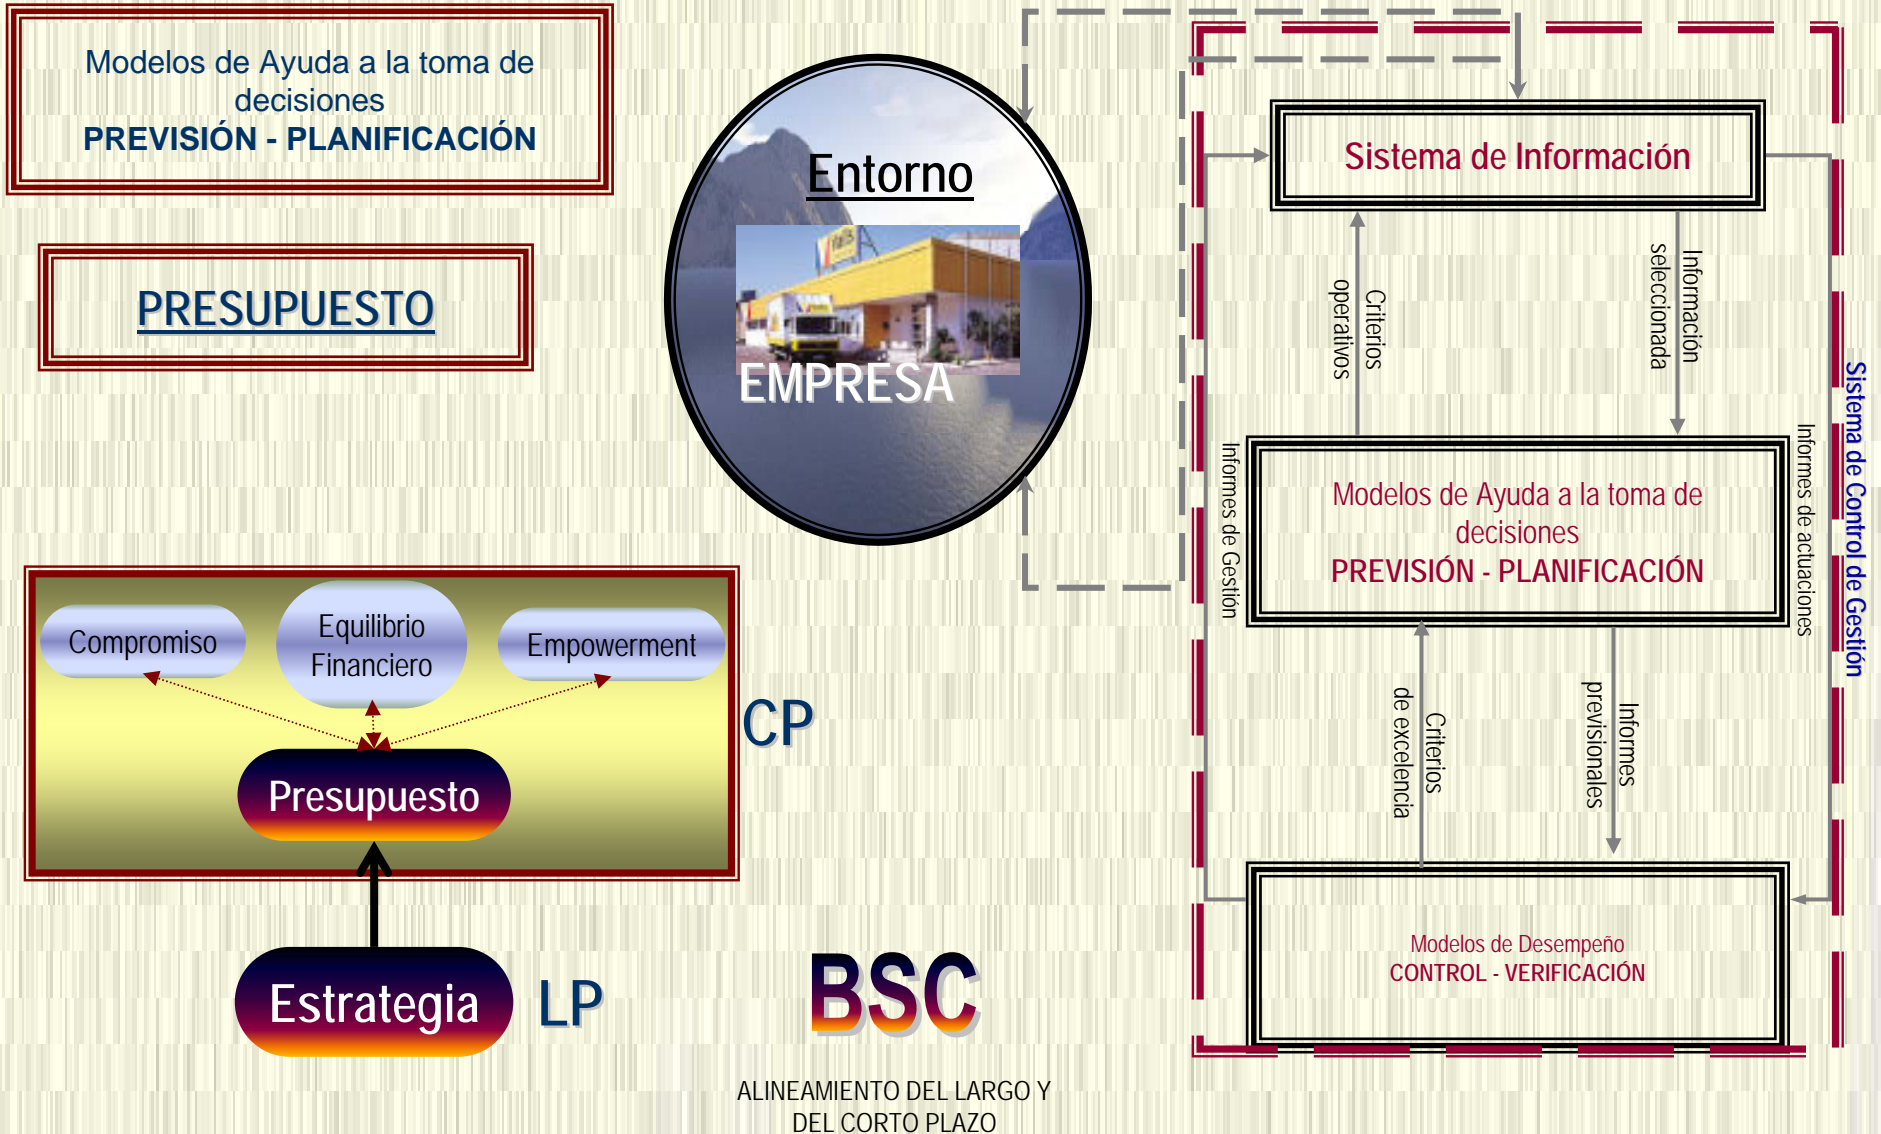 Modelos de Ayuda a la toma de
decisiones
PREVISIÓN - PLANIFICACIÓN
PRESUPUESTO
Compromiso
Equilibrio
Financiero
Empowerment
Presupuesto
CP
Estrategia
LP
Entorno
EMPRESA
BSC
ALINEAMIENTO DEL LARGO Y
DEL CORTO PLAZO
Sistema de Información
Criterios
operativos
Información
seleccionada
Informes de Gestión
Modelos de Ayuda a la toma de
decisiones
PREVISIÓN - PLANIFICACIÓN
Informes de actuaciones
Sistema de Control de Gestión
Criterios
de excelencia
Informes
previsionales
Modelos de Desempeño
CONTROL - VERIFICACIÓN